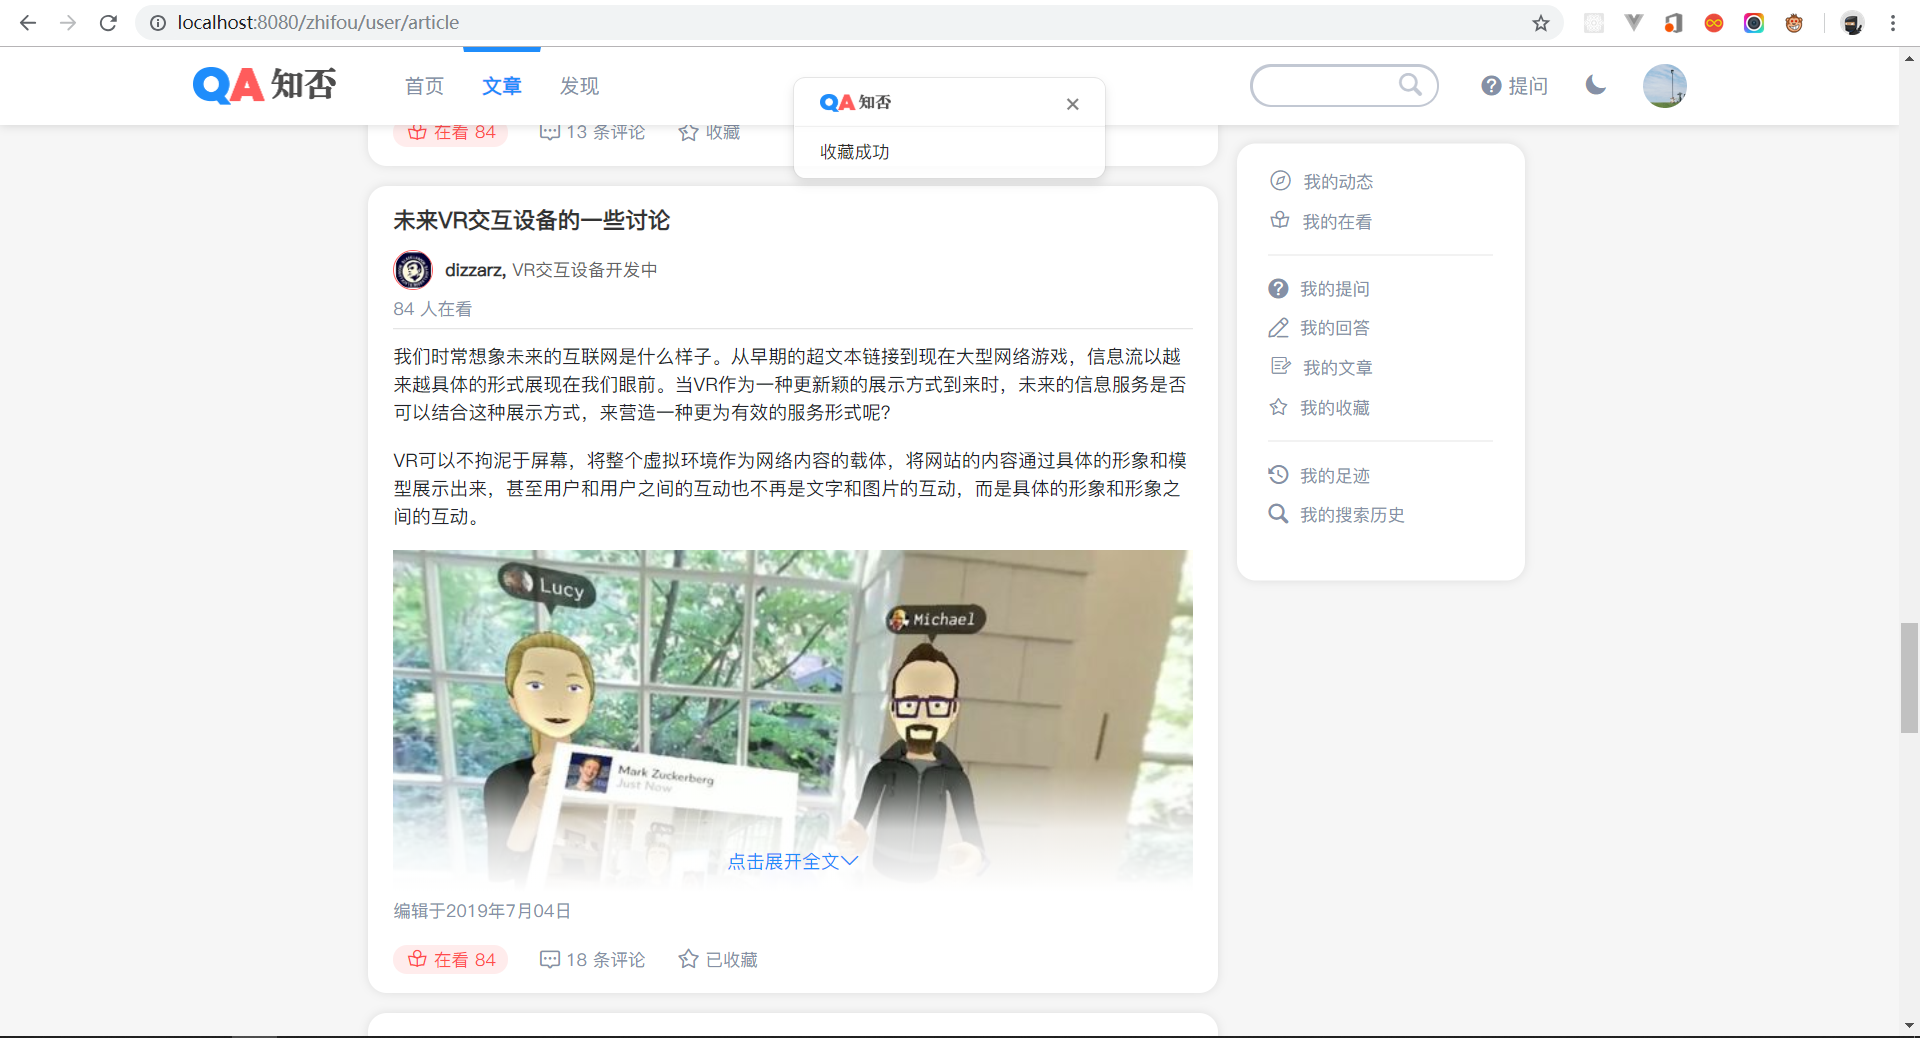 localhost:8080/zhifou/user/article
QA 知否
首页
文章
发现
提问
QA 知否
收藏成功
在看 84
13 条评论
收藏
未来VR交互设备的一些讨论
dizzarz, VR交互设备开发中
84 人在看
我们时常想象未来的互联网是什么样子。从早期的超文本链接到现在大型网络游戏，信息流以越
来越具体的形式展现在我们眼前。当VR作为一种更新颖的展示方式到来时，未来的信息服务是否
可以结合这种展示方式，来营造一种更为有效的服务形式呢？
VR可以不拘泥于屏幕，将整个虚拟环境作为网络内容的载体，将网站的内容通过具体的形象和模
型展示出来，甚至用户和用户之间的互动也不再是文字和图片的互动，而是具体的形象和形象之
间的互动。
Lucy
Michael
Mark Zuckerberg
Just Now
点击展开全文
编辑于2019年7月04日
在看 84
18 条评论
已收藏
我的动态
我的在看
我的提问
我的回答
我的文章
我的收藏
我的足迹
我的搜索历史